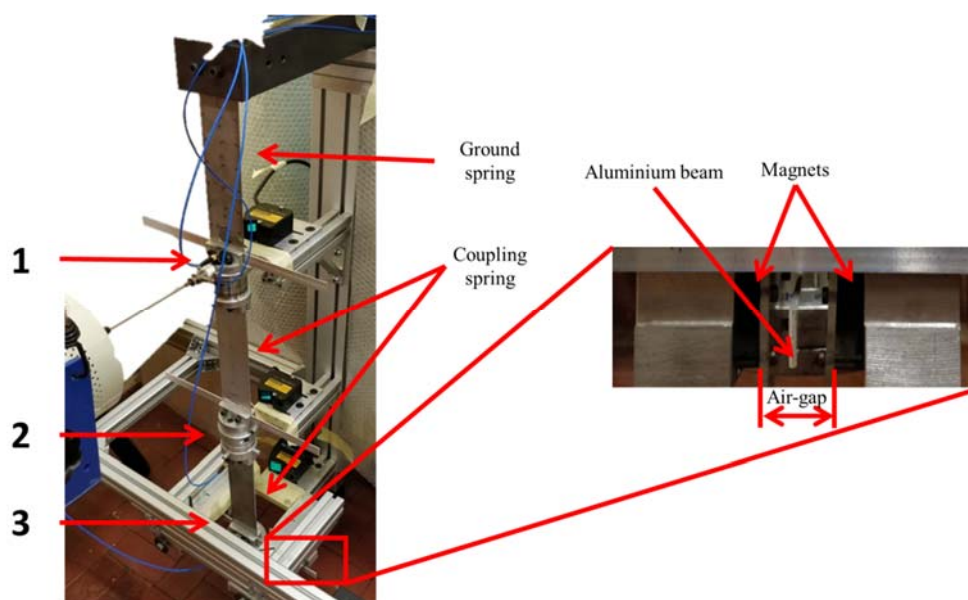 Ground
spring
Aluminium beam
Magnets
1
Coupling
spring
Air-gap
2
3